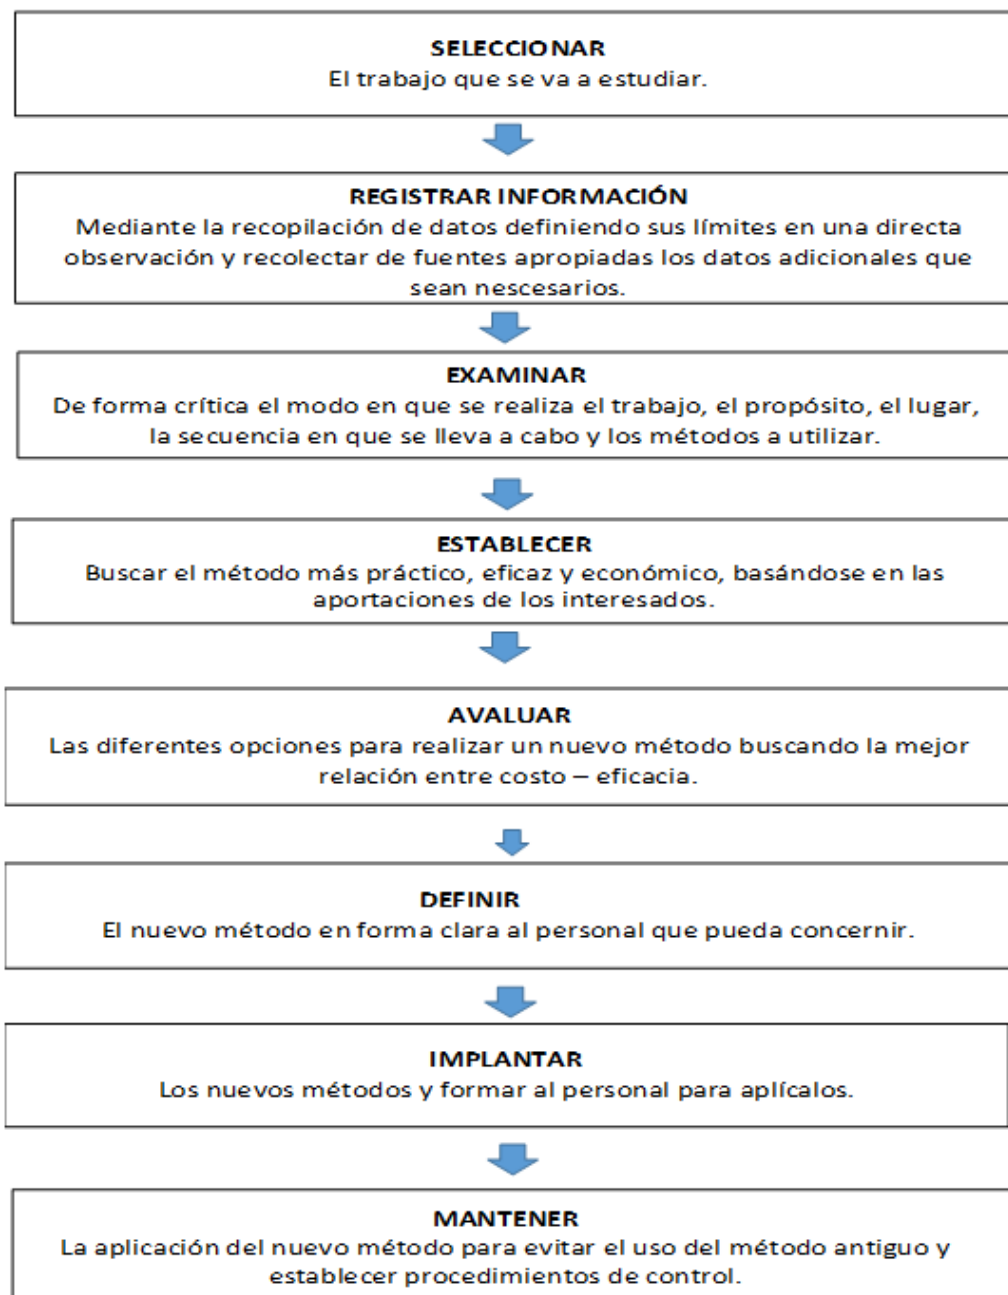 SELECCIONAR
El trabajo que se va a estudiar.
REGISTRAR INFORMACIÓN
Mediante la recopilación de datos definiendo sus límites en una directa
observación y recolectar de fuentes apropiadas los datos adicionales que
sean nescesarios.
EXAMINAR
De forma crítica el modo en que se realiza el trabajo, el propósito, el lugar,
la secuencia en que se lleva a cabo y los métodos a utilizar.
ESTABLECER
Buscar el método más práctico, eficaz y económico, basándose en las
aportaciones de los interesados.
AVALUAR
Las diferentes opciones para realizar un nuevo método buscando la mejor
relación entre costo – eficacia.
DEFINIR
El nuevo método en forma clara al personal que pueda concernir.
IMPLANTAR
Los nuevos métodos y formar al personal para aplícalos.
MANTENER
La aplicación del nuevo método para evitar el uso del método antiguo y
establecer procedimientos de control.